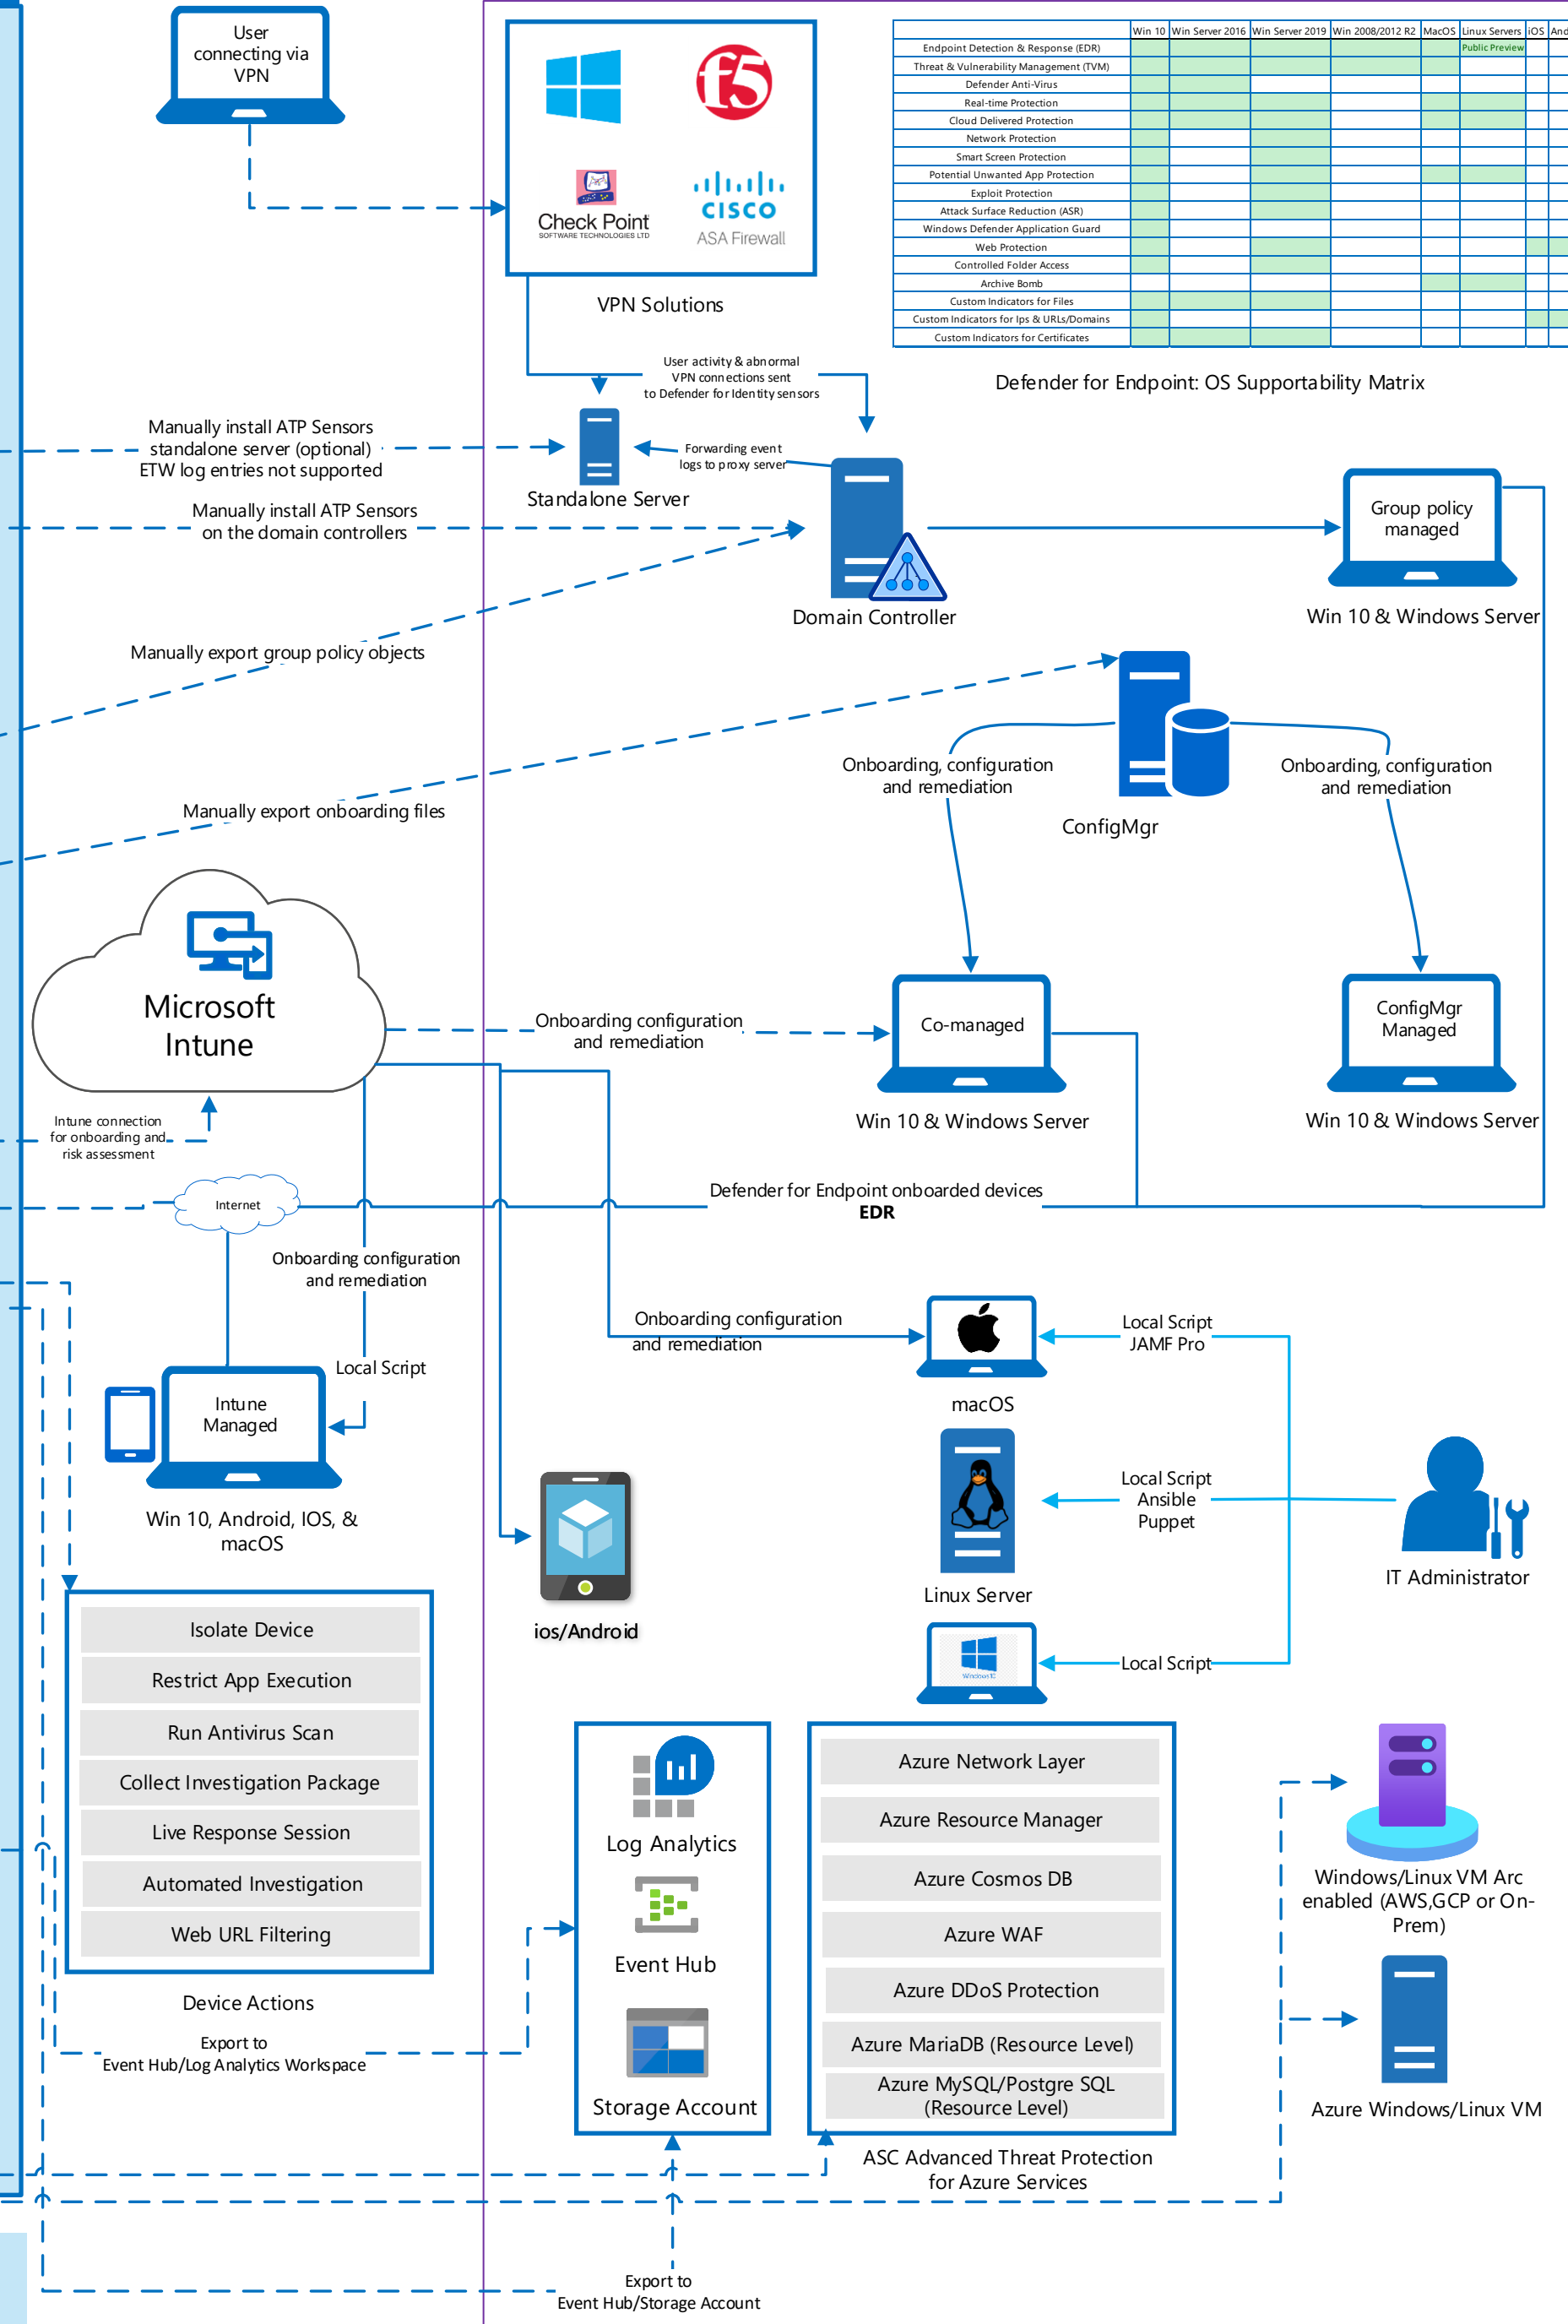 User
connecting via
VPN
f5
Check Point
SOFTWARE TECHNOLOGIES LTD
CISCO
ASA Firewall
VPN Solutions
Win 10 Win Server 2016 Win Server 2019 Win 2008/2012 R2 MacOS Linux Servers iOS And
Endpoint Detection & Response (EDR) Public Preview
Threat & Vulnerability Management (TVM)
Defender Anti-Virus
Real-time Protection
Cloud Delivered Protection
Network Protection
Smart Screen Protection
Potential Unwanted App Protection
Exploit Protection
Attack Surface Reduction (ASR)
Windows Defender Application Guard
Web Protection
Controlled Folder Access
Archive Bomb
Custom Indicators for Files
Custom Indicators for Ips & URLs/Domains
Custom Indicators for Certificates
Defender for Endpoint: OS Supportability Matrix
User activity & abnormal
VPN connections sent
to Defender for Identity sensors
Manually install ATP Sensors
standalone server (optional)
ETW log entries not supported
Forwarding event
logs to proxy server
Standalone Server
Manually install ATP Sensors
on the domain controllers
Domain Controller
Group policy
managed
Win 10 & Windows Server
Manually export group policy objects
Manually export onboarding files
Onboarding, configuration
and remediation
Onboarding, configuration
and remediation
ConfigMgr
Microsoft
Intune
Onboarding configuration
and remediation
Co-managed
Win 10 & Windows Server
ConfigMgr
Managed
Win 10 & Windows Server
Intune connection
for onboarding and
risk assessment
Internet
Defender for Endpoint onboarded devices
EDR
Onboarding configuration
and remediation
Local Script
Intune
Managed
Win 10, Android, IOS, &
macOS
Onboarding configuration
and remediation
macOS
Local Script
JAMF Pro
Local Script
Ansible
Puppet
Linux Server
IT Administrator
ios/Android
Windows10
Local Script
Isolate Device
Restrict App Execution
Run Antivirus Scan
Collect Investigation Package
Live Response Session
Automated Investigation
Web URL Filtering
Device Actions
Export to
Event Hub/Log Analytics Workspace
Log Analytics
Event Hub
Storage Account
Azure Network Layer
Azure Resource Manager
Azure Cosmos DB
Azure WAF
Azure DDoS Protection
Azure MariaDB (Resource Level)
Azure MySQL/Postgre SQL
(Resource Level)
ASC Advanced Threat Protection
for Azure Services
Windows/Linux VM Arc
enabled (AWS,GCP or On-
Prem)
Azure Windows/Linux VM
Export to
Event Hub/Storage Account